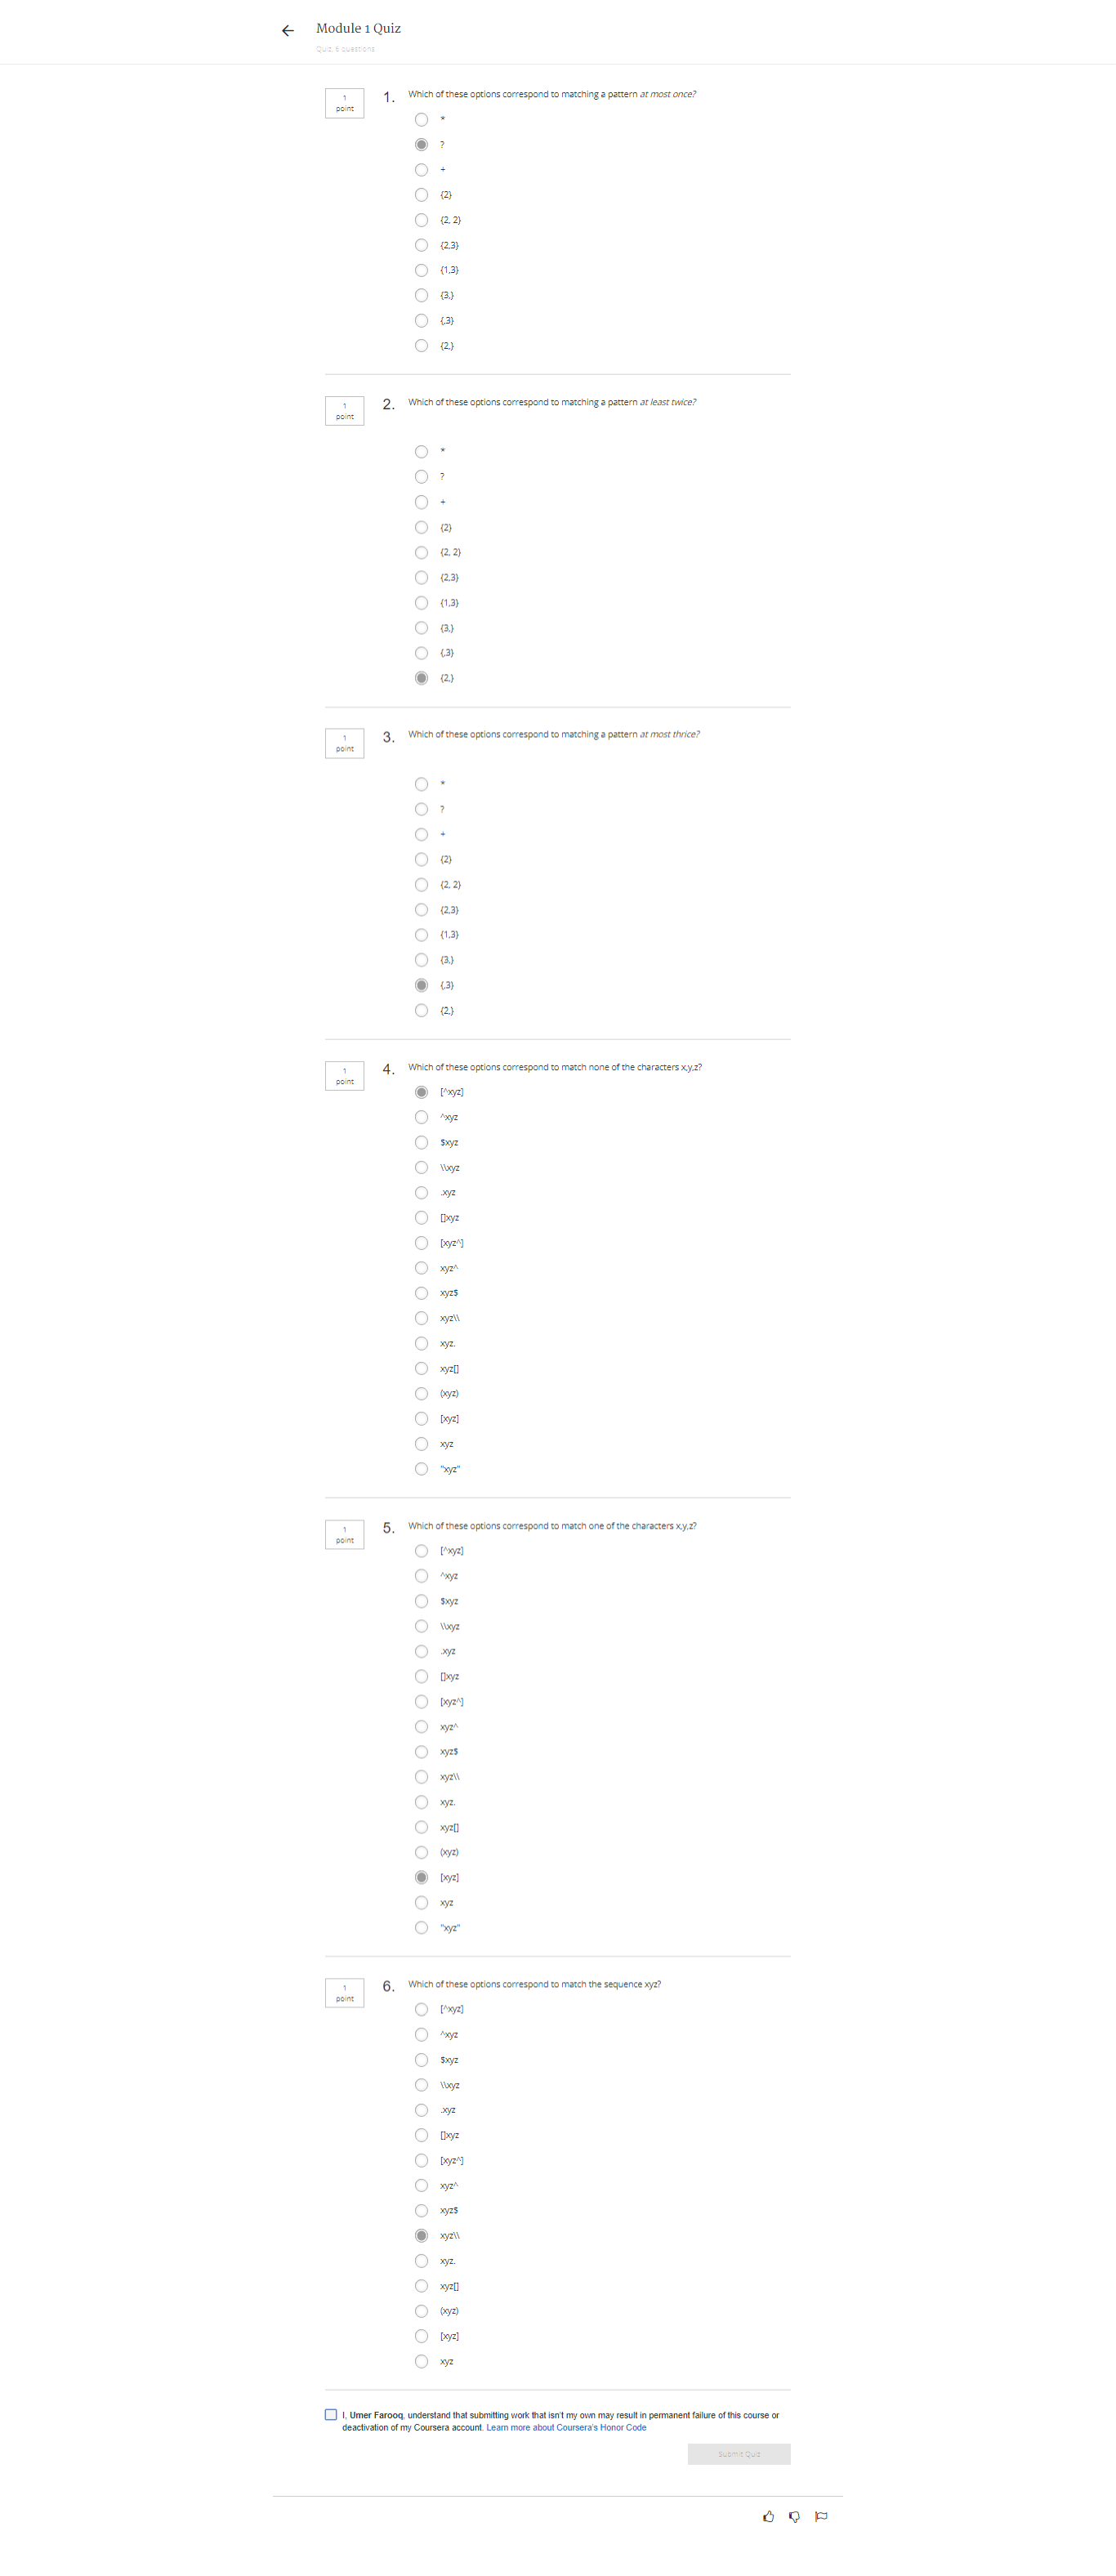 Module 1 Quiz
Quiz, 6 questions
1
point
1.
Which of these options correspond to matching a pattern at most once?
*
?
+
{2}
{2, 2}
{2,3}
{1,3}
{3,}
{,3}
{2,}
1
point
2.
Which of these options correspond to matching a pattern at least twice?
*
?
+
{2}
{2, 2}
{2,3}
{1,3}
{3,}
{,3}
{2,}
1
point
3.
Which of these options correspond to matching a pattern at most thrice?
*
?
+
{2}
{2, 2}
{2,3}
{1,3}
{3,}
{,3}
{2,}
1
point
4.
Which of these options correspond to match none of the characters x,y,z?
[^xyz]
^xyz
$xyz
\\xyz
.xyz
[]xyz
[xyz^]
xyz^
xyz$
xyz\\
xyz.
xyz[]
(xyz)
[xyz]
xyz
"xyz"
1
point
5.
Which of these options correspond to match one of the characters x,y,z?
[^xyz]
^xyz
$xyz
\\xyz
.xyz
[]xyz
[xyz^]
xyz^
xyz$
xyz\\
xyz.
xyz[]
(xyz)
[xyz]
xyz
"xyz"
1
point
6.
Which of these options correspond to match the sequence xyz?
[^xyz]
^xyz
$xyz
\\xyz
.xyz
[]xyz
[xyz^]
xyz^
xyz$
xyz\\
xyz.
xyz[]
(xyz)
[xyz]
xyz
I, Umer Farooq, understand that submitting work that isn't my own may result in permanent failure of this course or
deactivation of my Coursera account. Learn more about Coursera's Honor Code
Submit Quiz